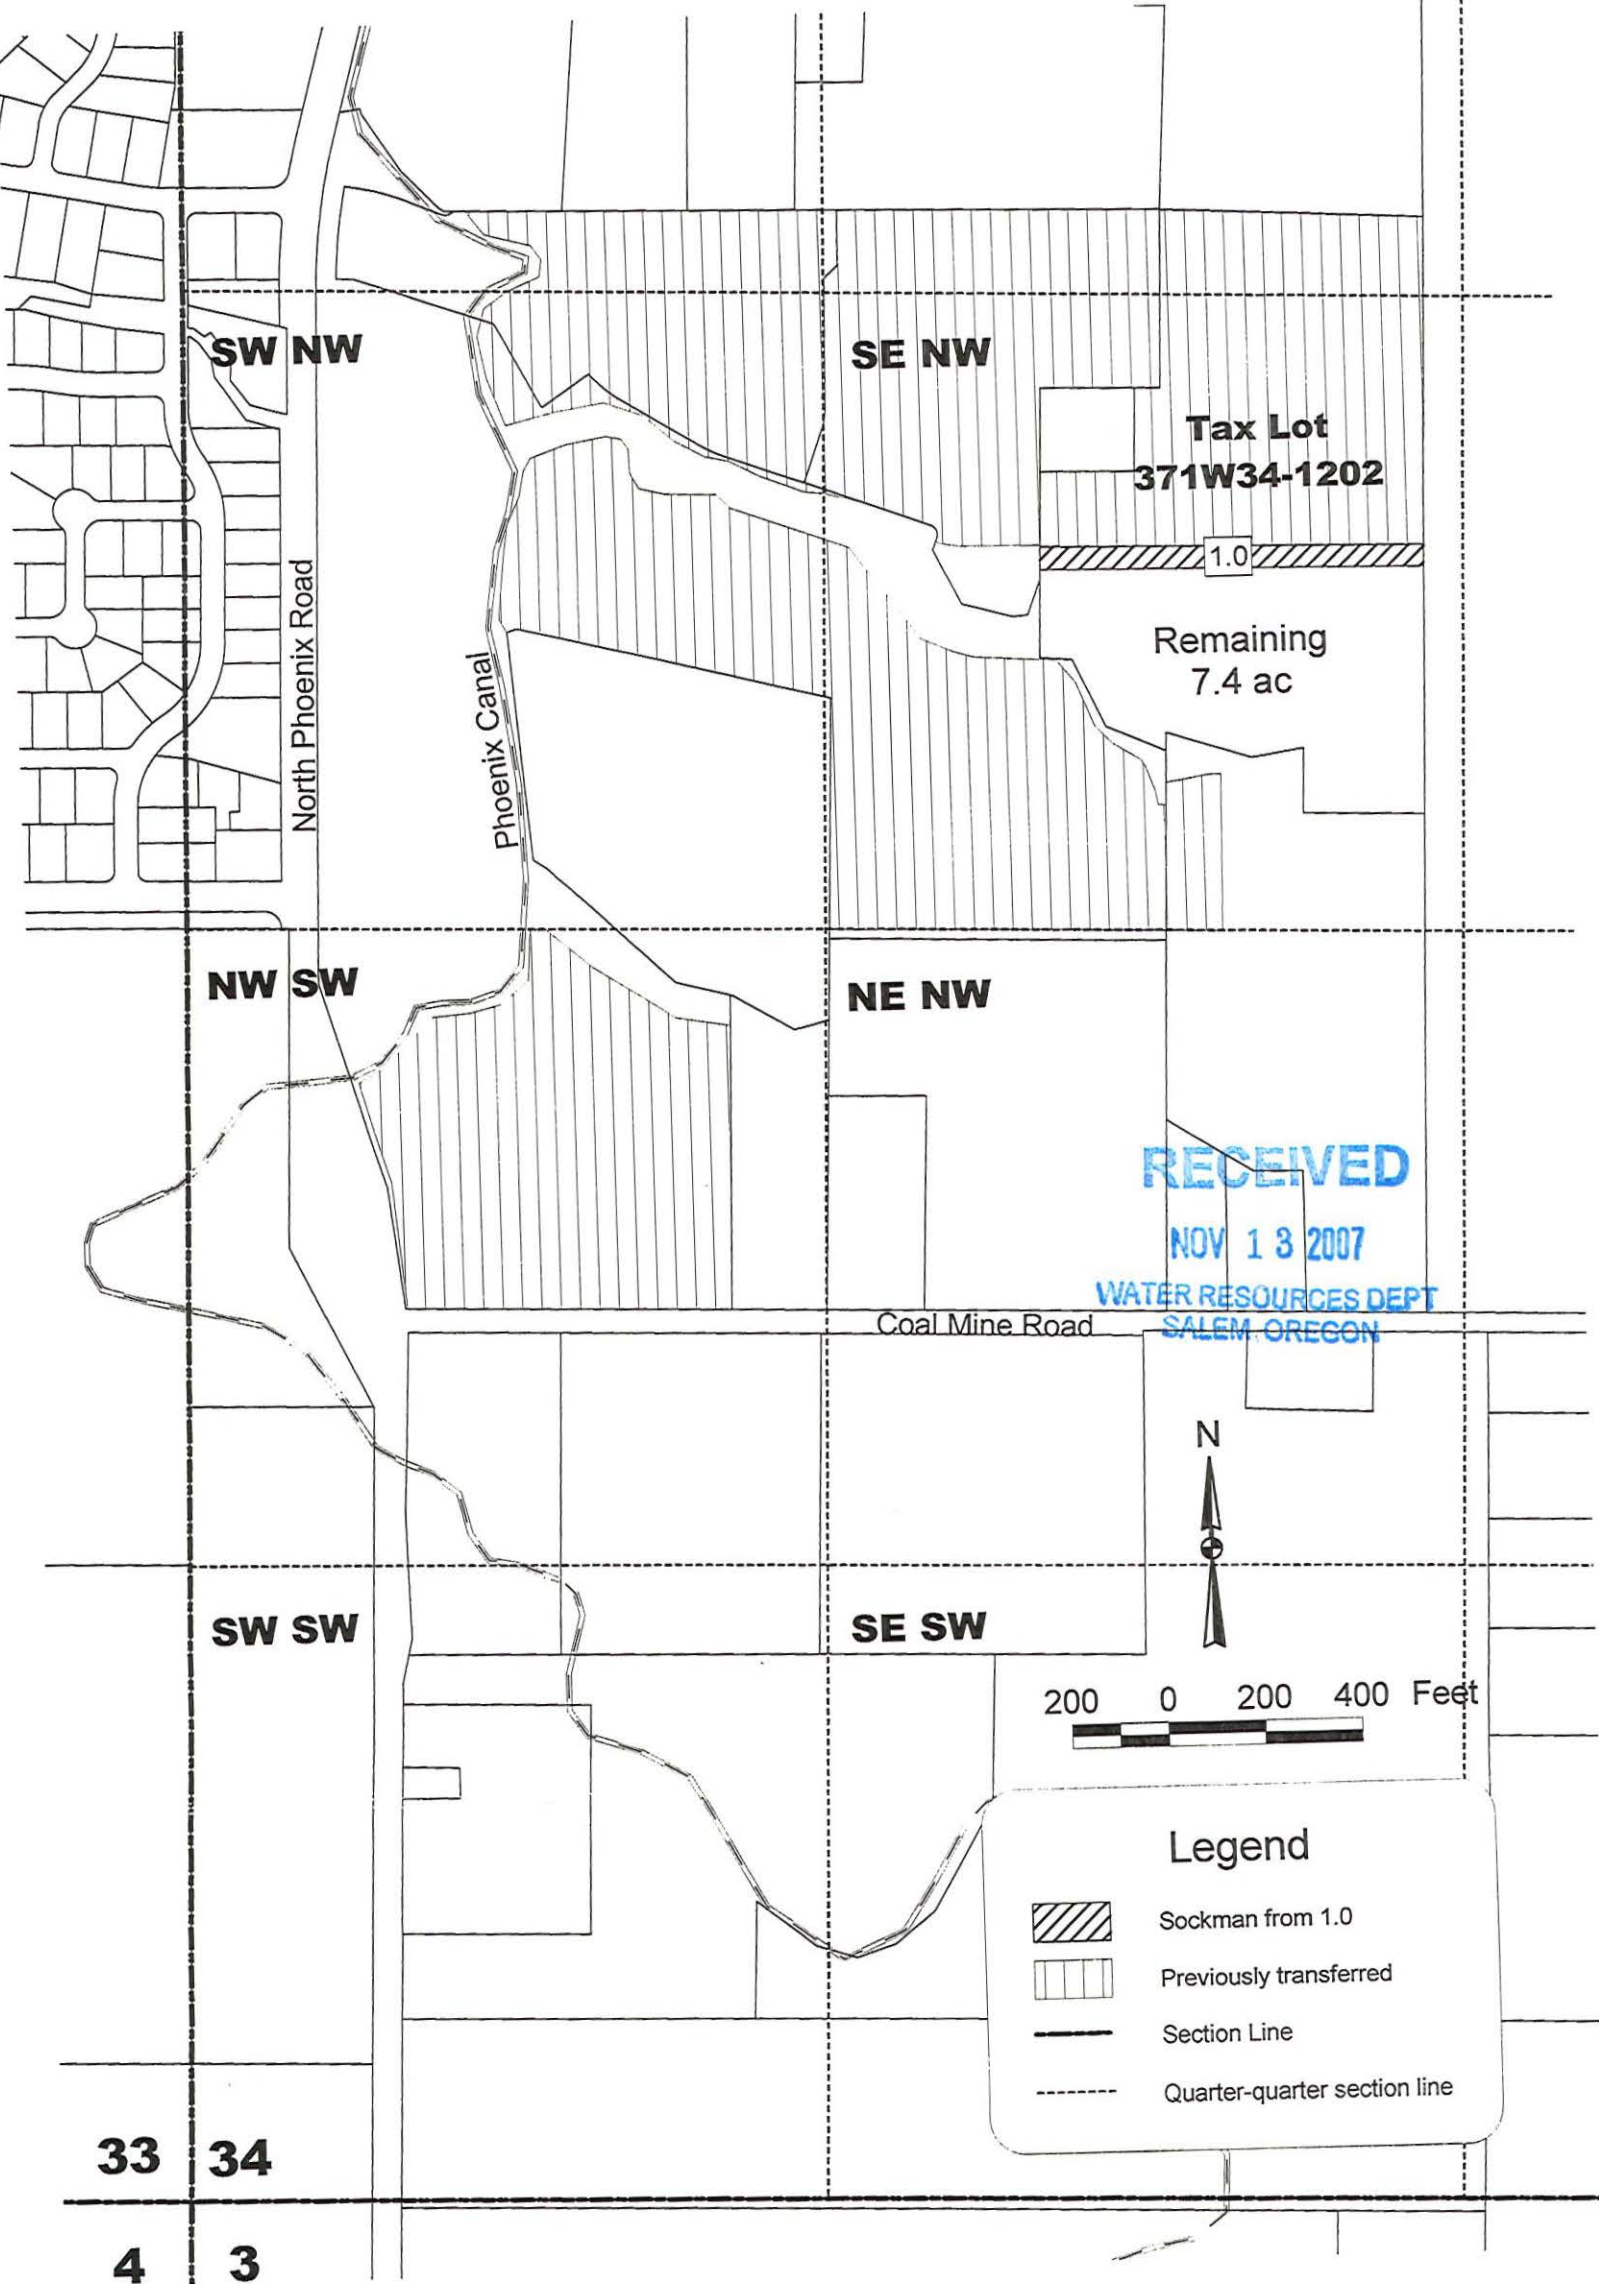 SW NW
SE NW
Tax Lot
371W34-1202
1.0
Remaining
7.4 ac
North Phoenix Road
Phoenix Canal
NW SW
NE NW
RECEIVED
NOV 13 2007
WATER RESOURCES DEPT
SALEM OREGON
Coal Mine Road
N
SW SW
SE SW
200 0 200 400 Feet
Legend
Sockman from 1.0
Previously transferred
Section Line
Quarter-quarter section line
33 34
4 3